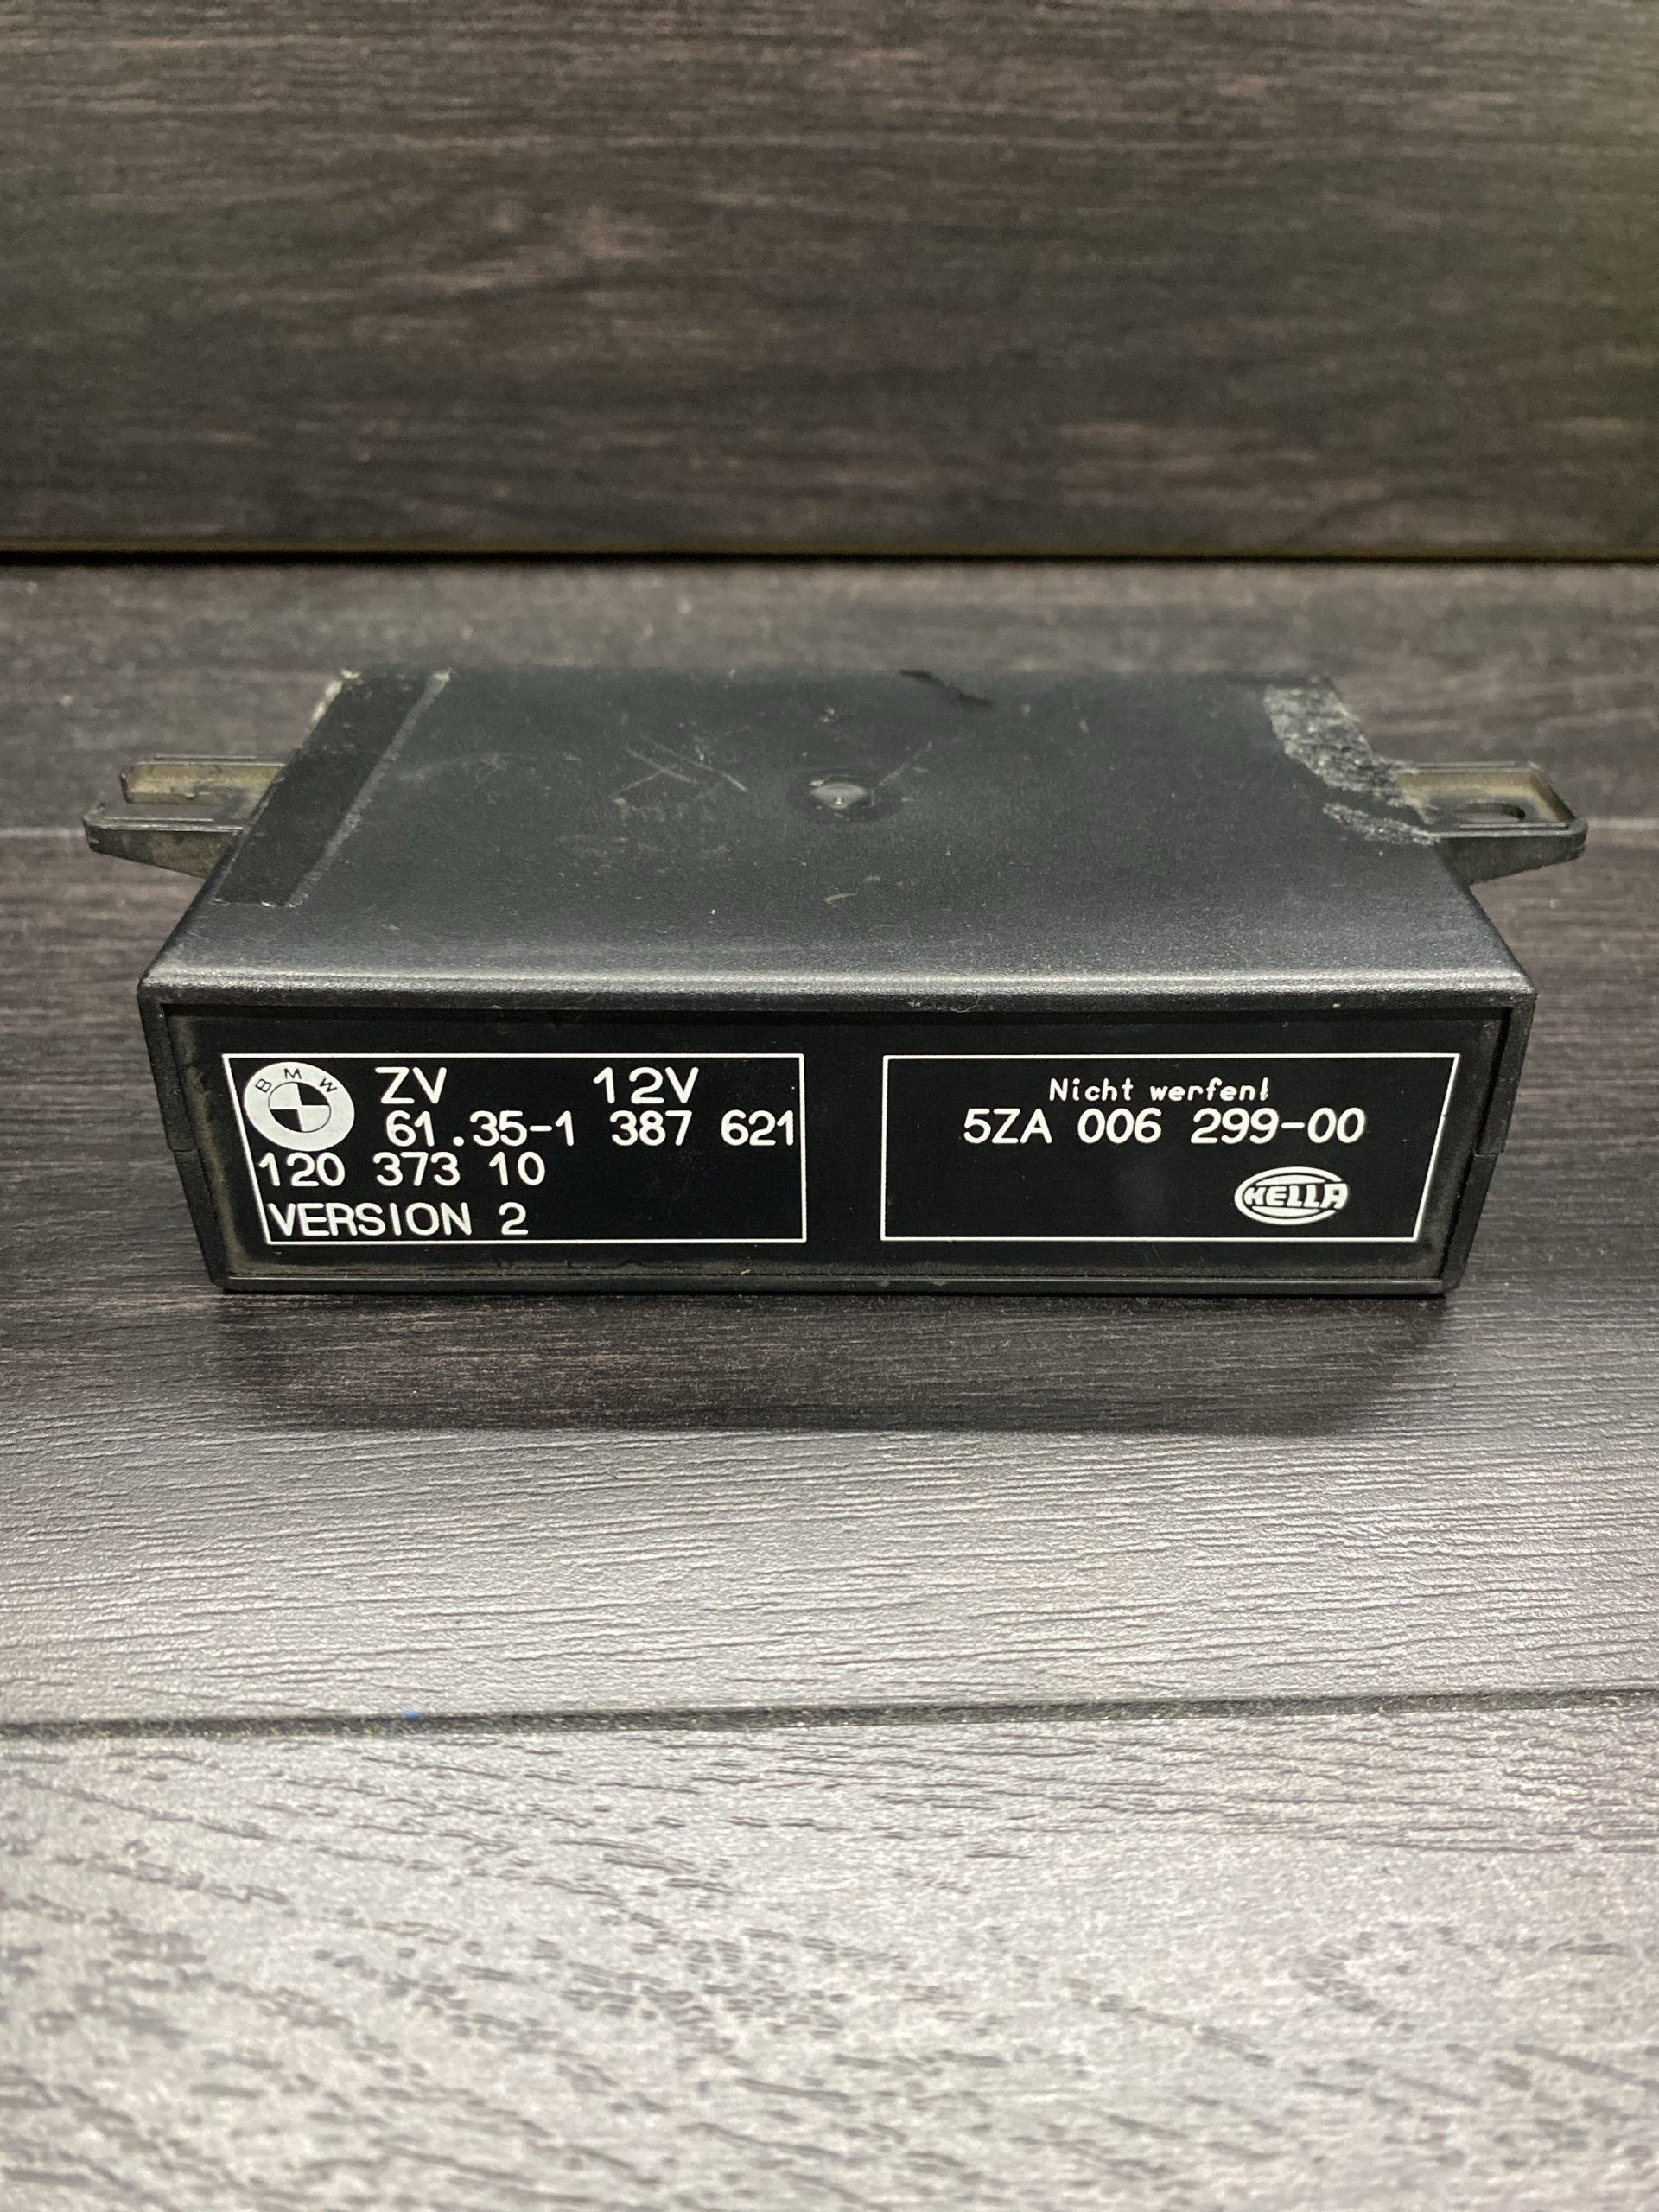 BMW
ZV 12V
61.35-1 387 621
120 373 10
VERSION 2
Nicht werfen!
5ZA 006 299-00
HELLA